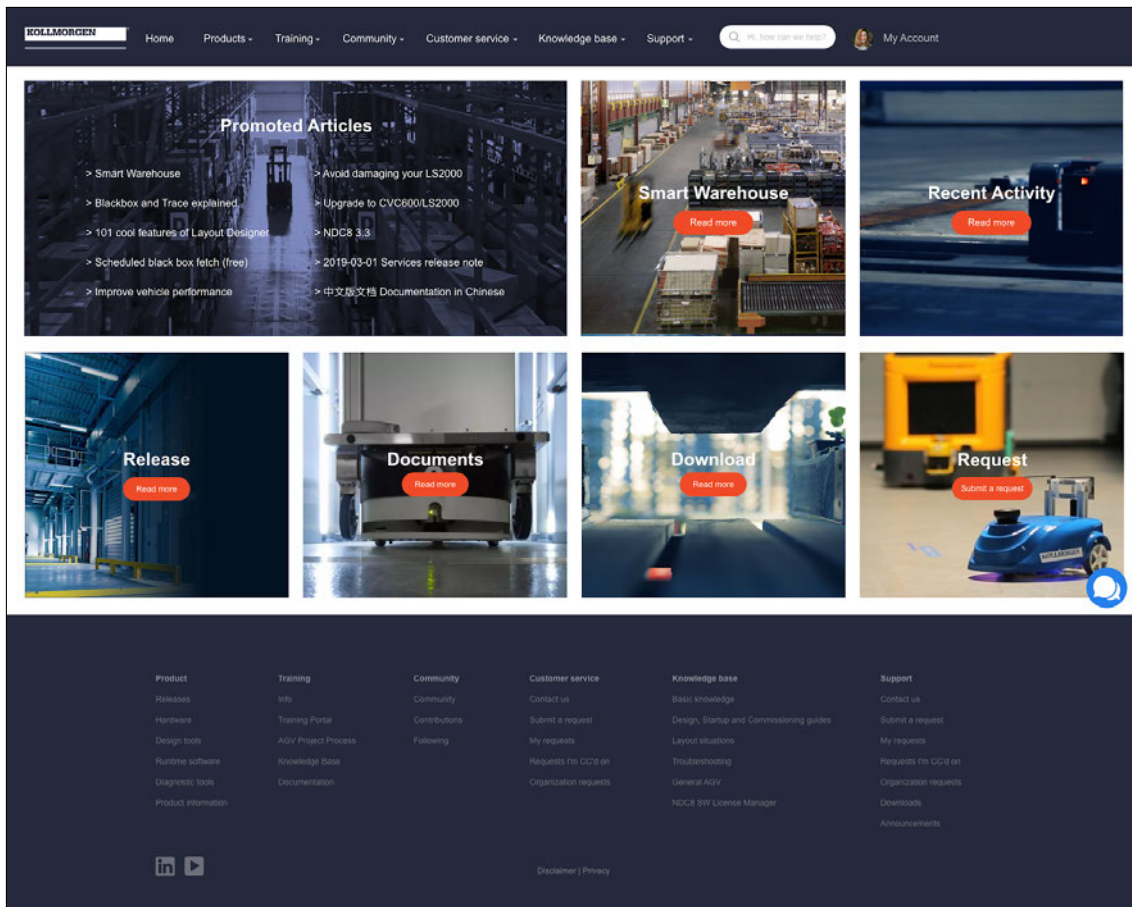 KOLLMORGEN
Home Products Training Community Customer service Knowledge base Support Hi, how can we help? My Account
Promoted Articles
> Smart Warehouse
> Blackbox and Trace explained
> 101 cool features of Layout Designer
> Scheduled black box fetch (free)
> Improve vehicle performance
> Avoid damaging your LS2000
> Upgrade to CVC600/LS2000
> NDC8 3.3
> 2019-03-01 Services release note
> 中文版文档 Documentation in Chinese
Smart Warehouse
Read more
Recent Activity
Read more
Release
Read more
Documents
Read more
Download
Read more
Request
Submit a request
KOLLMORGEN
Product
Releases
Hardware
Design tools
Runtime software
Diagnostic tools
Product information
Training
Info
Training Portal
AGV Project Process
Knowledge Base
Documentation
Community
Community
Contributions
Following
Customer service
Contact us
Submit a request
My requests
Requests I'm CC'd on
Organization requests
Knowledge base
Basic knowledge
Design, Startup and Commissioning guides
Layout situations
Troubleshooting
General AGV
NDC8 SW License Manager
Support
Contact us
Submit a request
My requests
Requests I'm CC'd on
Organization requests
Downloads
Announcements
in
Disclaimer | Privacy